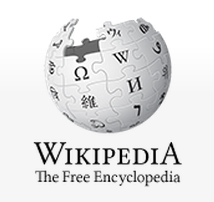 Ω W И
WIKIPEDIA
The Free Encyclopedia